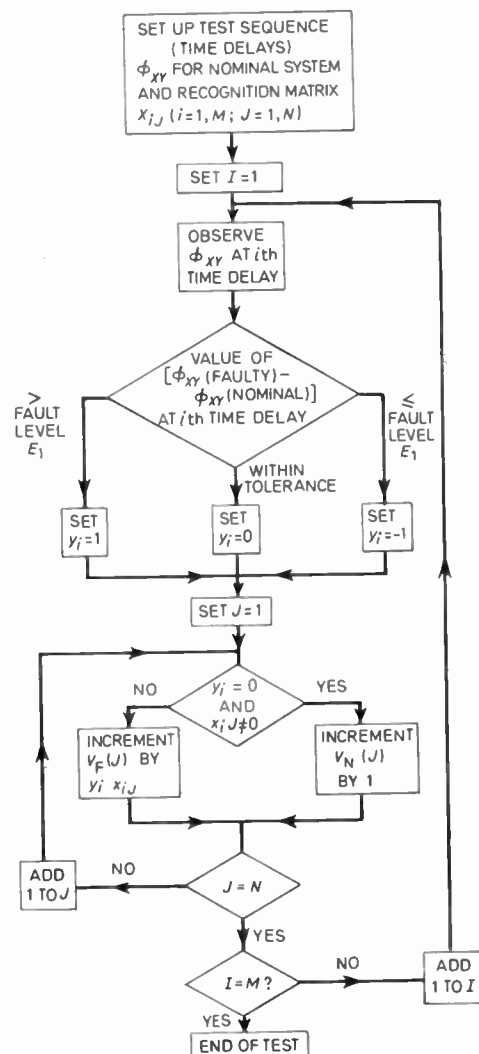 SET UP TEST SEQUENCE
(TIME DELAYS)
ϕXY FOR NOMINAL SYSTEM
AND RECOGNITION MATRIX
XiJ (i=1,M; J=1,N)
SET I=1
OBSERVE
ϕXY AT ith
TIME DELAY
VALUE OF
[ϕXY (FAULTY)−
ϕXY (NOMINAL)]
AT ith TIME DELAY
>
FAULT
LEVEL
E1
≤
FAULT
LEVEL
E1
WITHIN
TOLERANCE
SET
yi=1
SET
yi=0
SET
yi=-1
SET J=1
NO
yi = 0
AND
xiJ≠0
YES
INCREMENT
VF(J) BY
yi xiJ
INCREMENT
VN(J)
BY 1
ADD
1 TO J
NO
J=N
YES
I=M?
NO
ADD
1 TO I
YES
END OF TEST